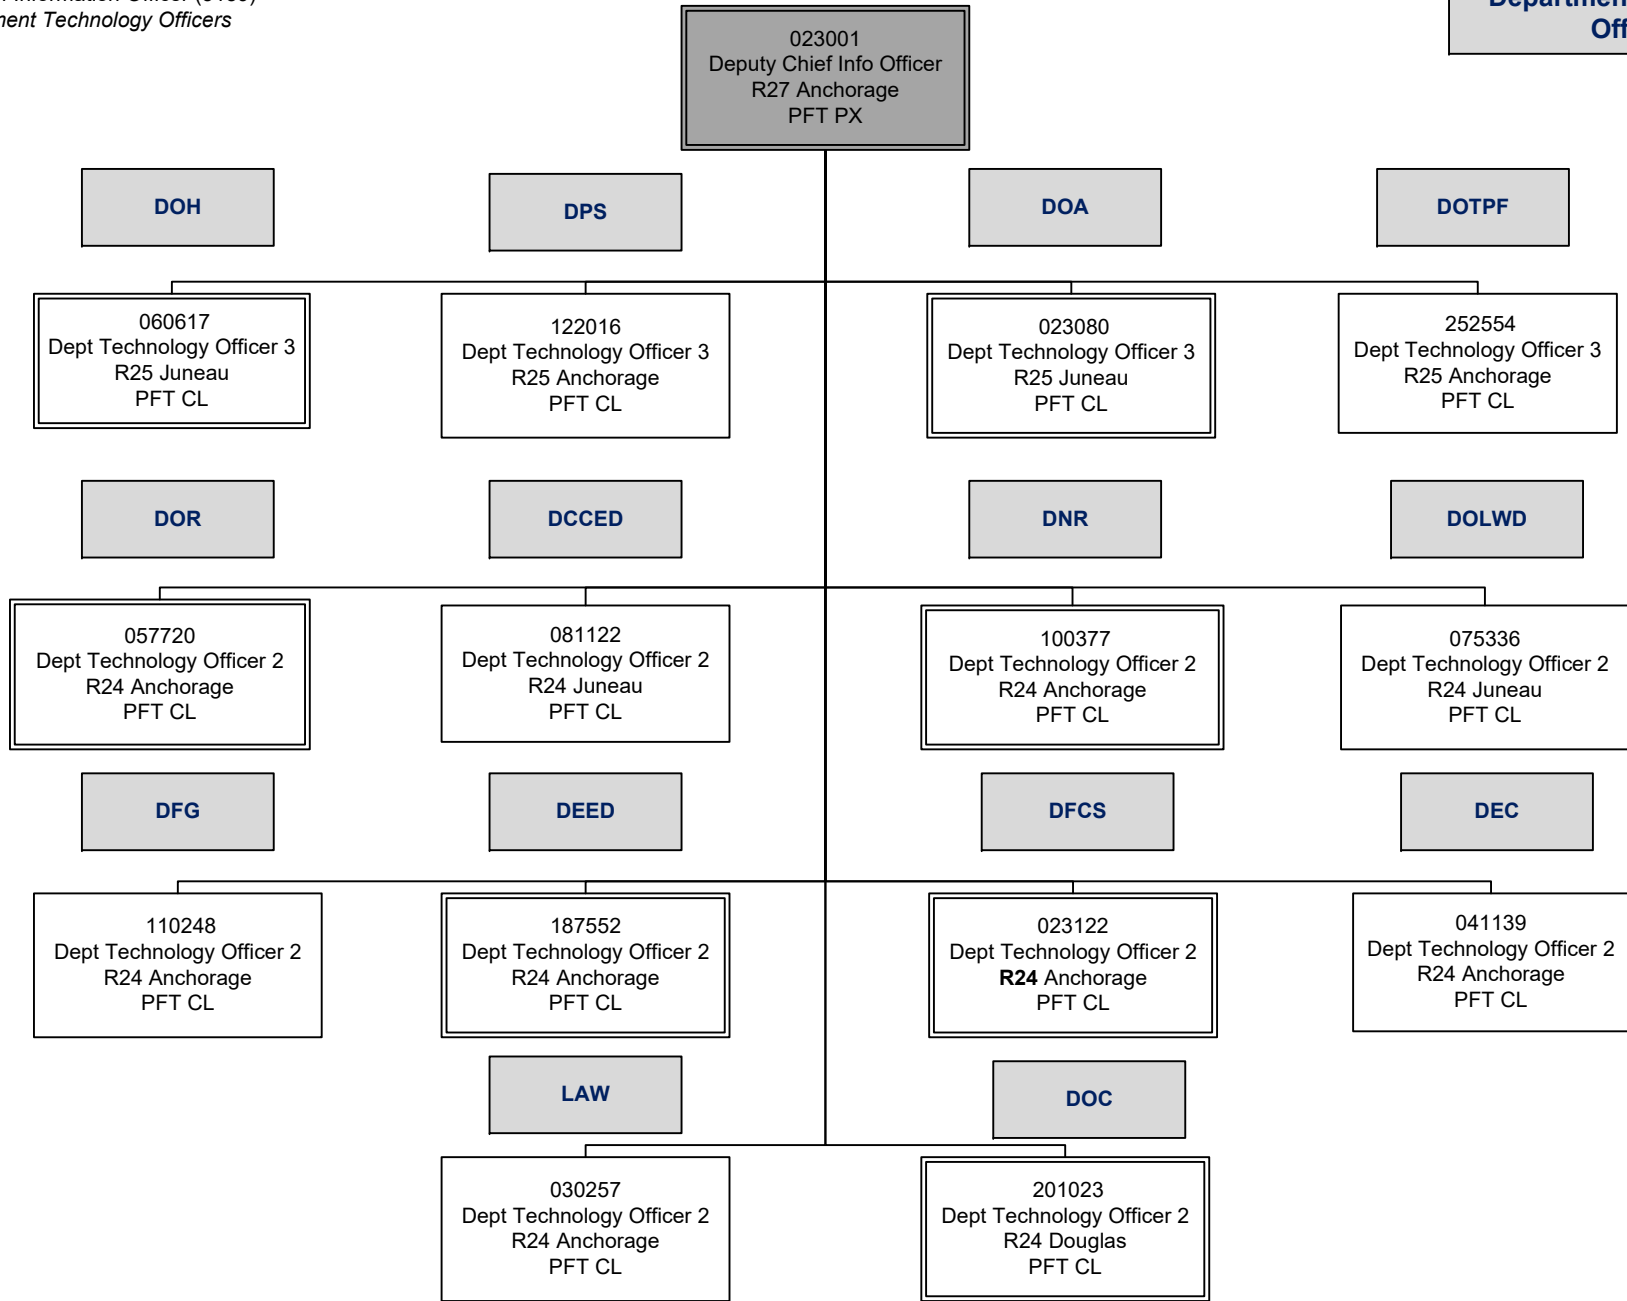 ment Technology Officers
Off
023001
Deputy Chief Info Officer
R27 Anchorage
PFT PX
DOH
DPS
DOA
DOTPF
060617
Dept Technology Officer 3
R25 Juneau
PFT CL
122016
Dept Technology Officer 3
R25 Anchorage
PFT CL
023080
Dept Technology Officer 3
R25 Juneau
PFT CL
252554
Dept Technology Officer 3
R25 Anchorage
PFT CL
DOR
DCCED
DNR
DOLWD
057720
Dept Technology Officer 2
R24 Anchorage
PFT CL
081122
Dept Technology Officer 2
R24 Juneau
PFT CL
100377
Dept Technology Officer 2
R24 Anchorage
PFT CL
075336
Dept Technology Officer 2
R24 Juneau
PFT CL
DFG
DEED
DFCS
DEC
110248
Dept Technology Officer 2
R24 Anchorage
PFT CL
187552
Dept Technology Officer 2
R24 Anchorage
PFT CL
023122
Dept Technology Officer 2
R24 Anchorage
PFT CL
041139
Dept Technology Officer 2
R24 Anchorage
PFT CL
LAW
DOC
030257
Dept Technology Officer 2
R24 Anchorage
PFT CL
201023
Dept Technology Officer 2
R24 Douglas
PFT CL